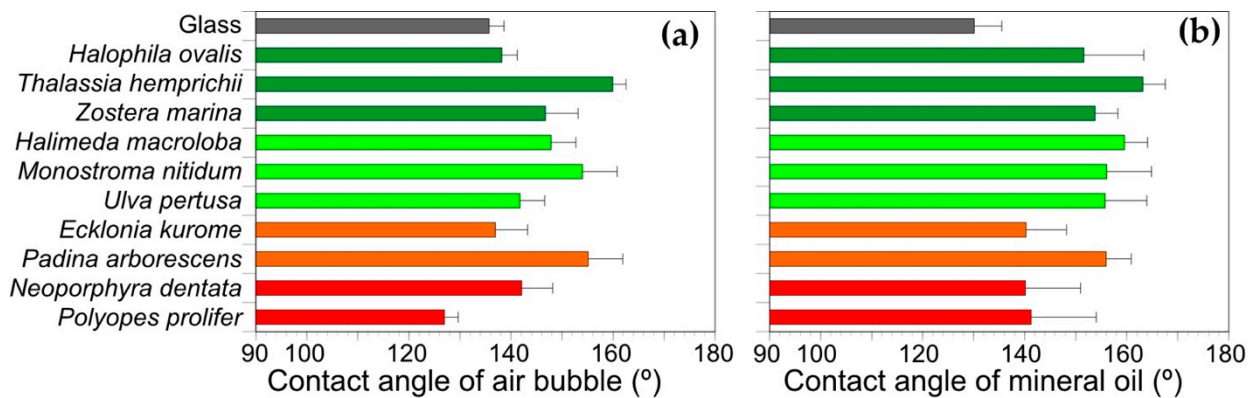 Glass
Halophila ovalis
Thalassia hemprichii
Zostera marina
Halimeda macroloba
Monostroma nitidum
Ulva pertusa
Ecklonia kurome
Padina arborescens
Neoporphyra dentata
Polyopes prolifer
(a)
90 100 120 140 160 180
Contact angle of air bubble (º)
(b)
90 100 120 140 160 180
Contact angle of mineral oil (º)